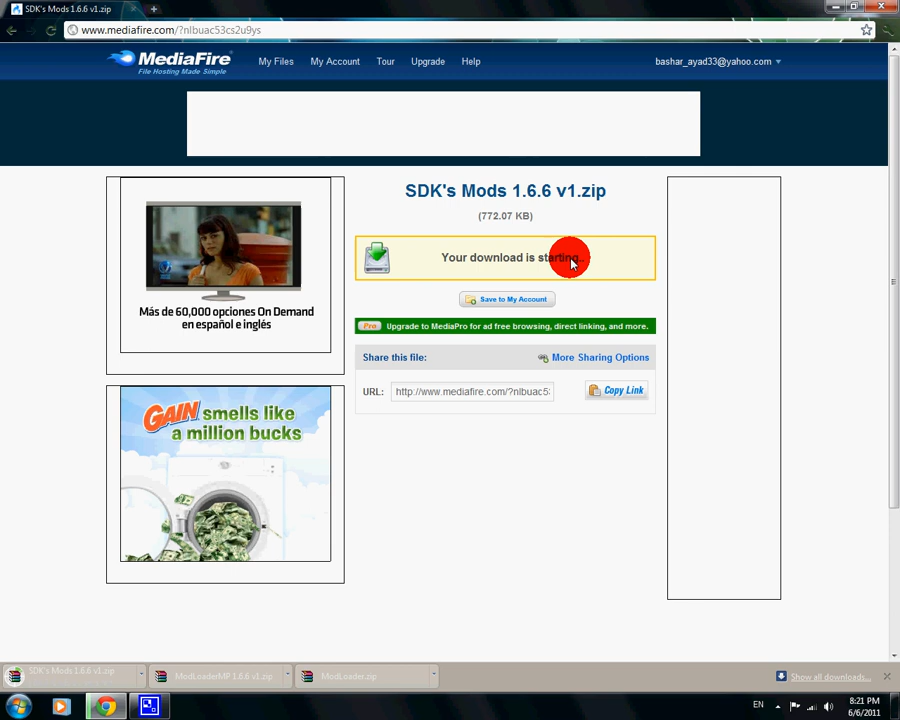 SDK's Mods 1.6.6 v1.zip
www.mediafire.com/?nlbuac53cs2u9ys
MediaFire
File Hosting Made Simple
My Files
My Account
Tour
Upgrade
Help
bashar_ayad33@yahoo.com
SDK's Mods 1.6.6 v1.zip
(772.07 KB)
Your download is starting..
Save to My Account
Pro Upgrade to MediaPro for ad free browsing, direct linking, and more.
Share this file:
More Sharing Options
URL:
http://www.mediafire.com/?nlbuac5
Copy Link
Más de 60,000 opciones On Demand
en español e inglés
GAIN smells like
a million bucks
SDK's Mods 1.6.6 v1.zip
ModLoaderMP 1.6.6 v1.zip
ModLoader.zip
Show all downloads...
EN
8:21 PM
6/6/2011